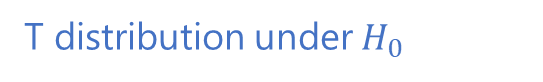 T distribution under H₀